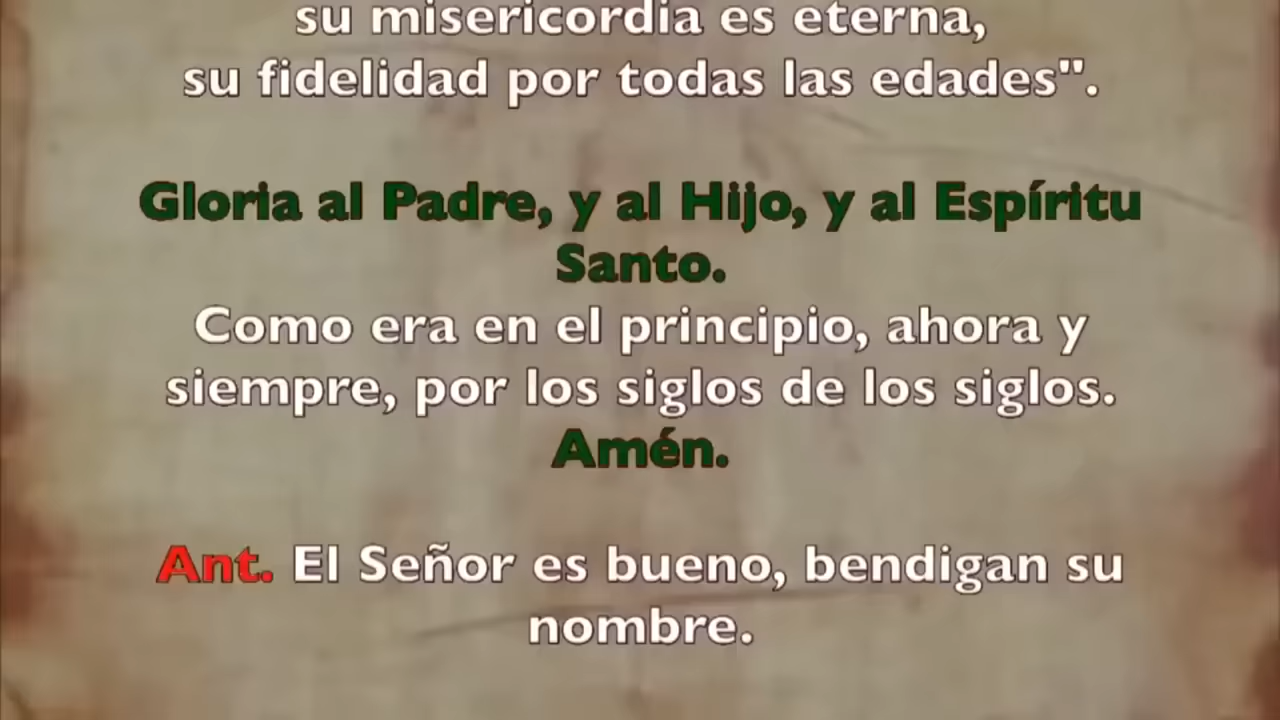 su misericordia es eterna,
su fidelidad por todas las edades".
Gloria al Padre, y al Hijo, y al Espíritu
Santo.
Como era en el principio, ahora y
siempre, por los siglos de los siglos.
Amén.
Ant. El Señor es bueno, bendigan su
nombre.